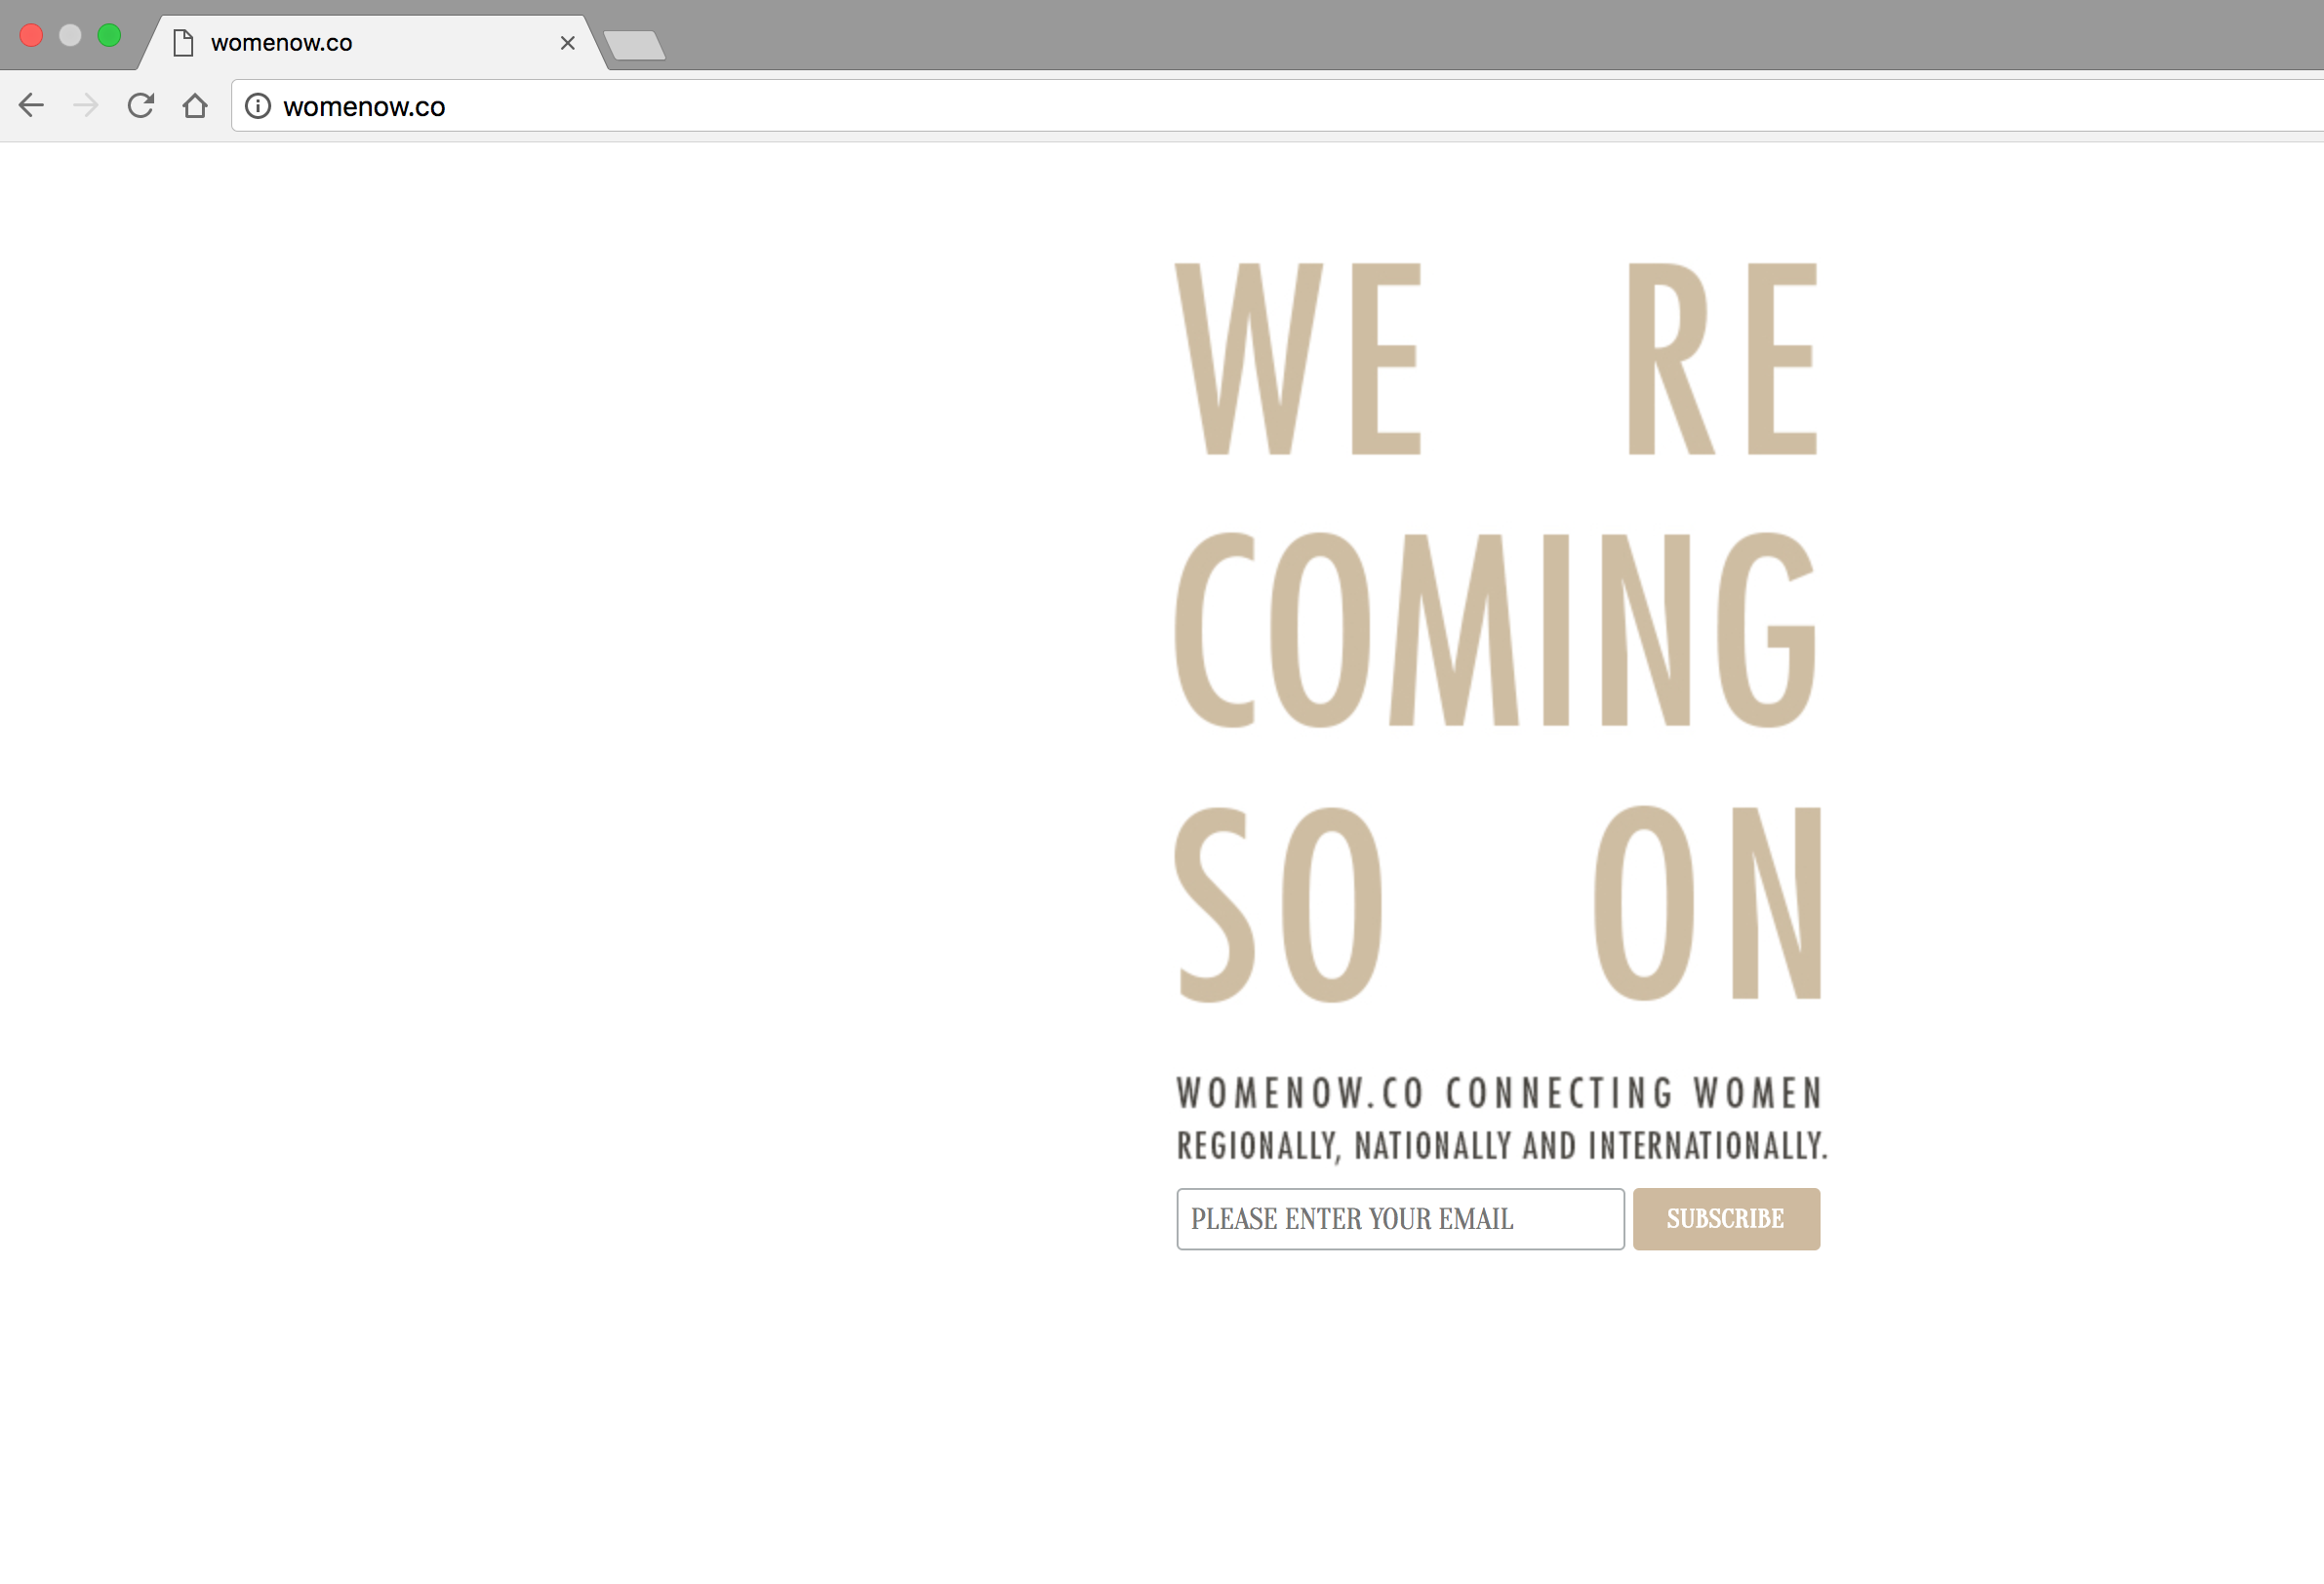 womenow.co
womenow.co
WE RE
COMING
SO ON
WOMENOW.CO CONNECTING WOMEN
REGIONALLY, NATIONALLY AND INTERNATIONALLY.
PLEASE ENTER YOUR EMAIL SUBSCRIBE